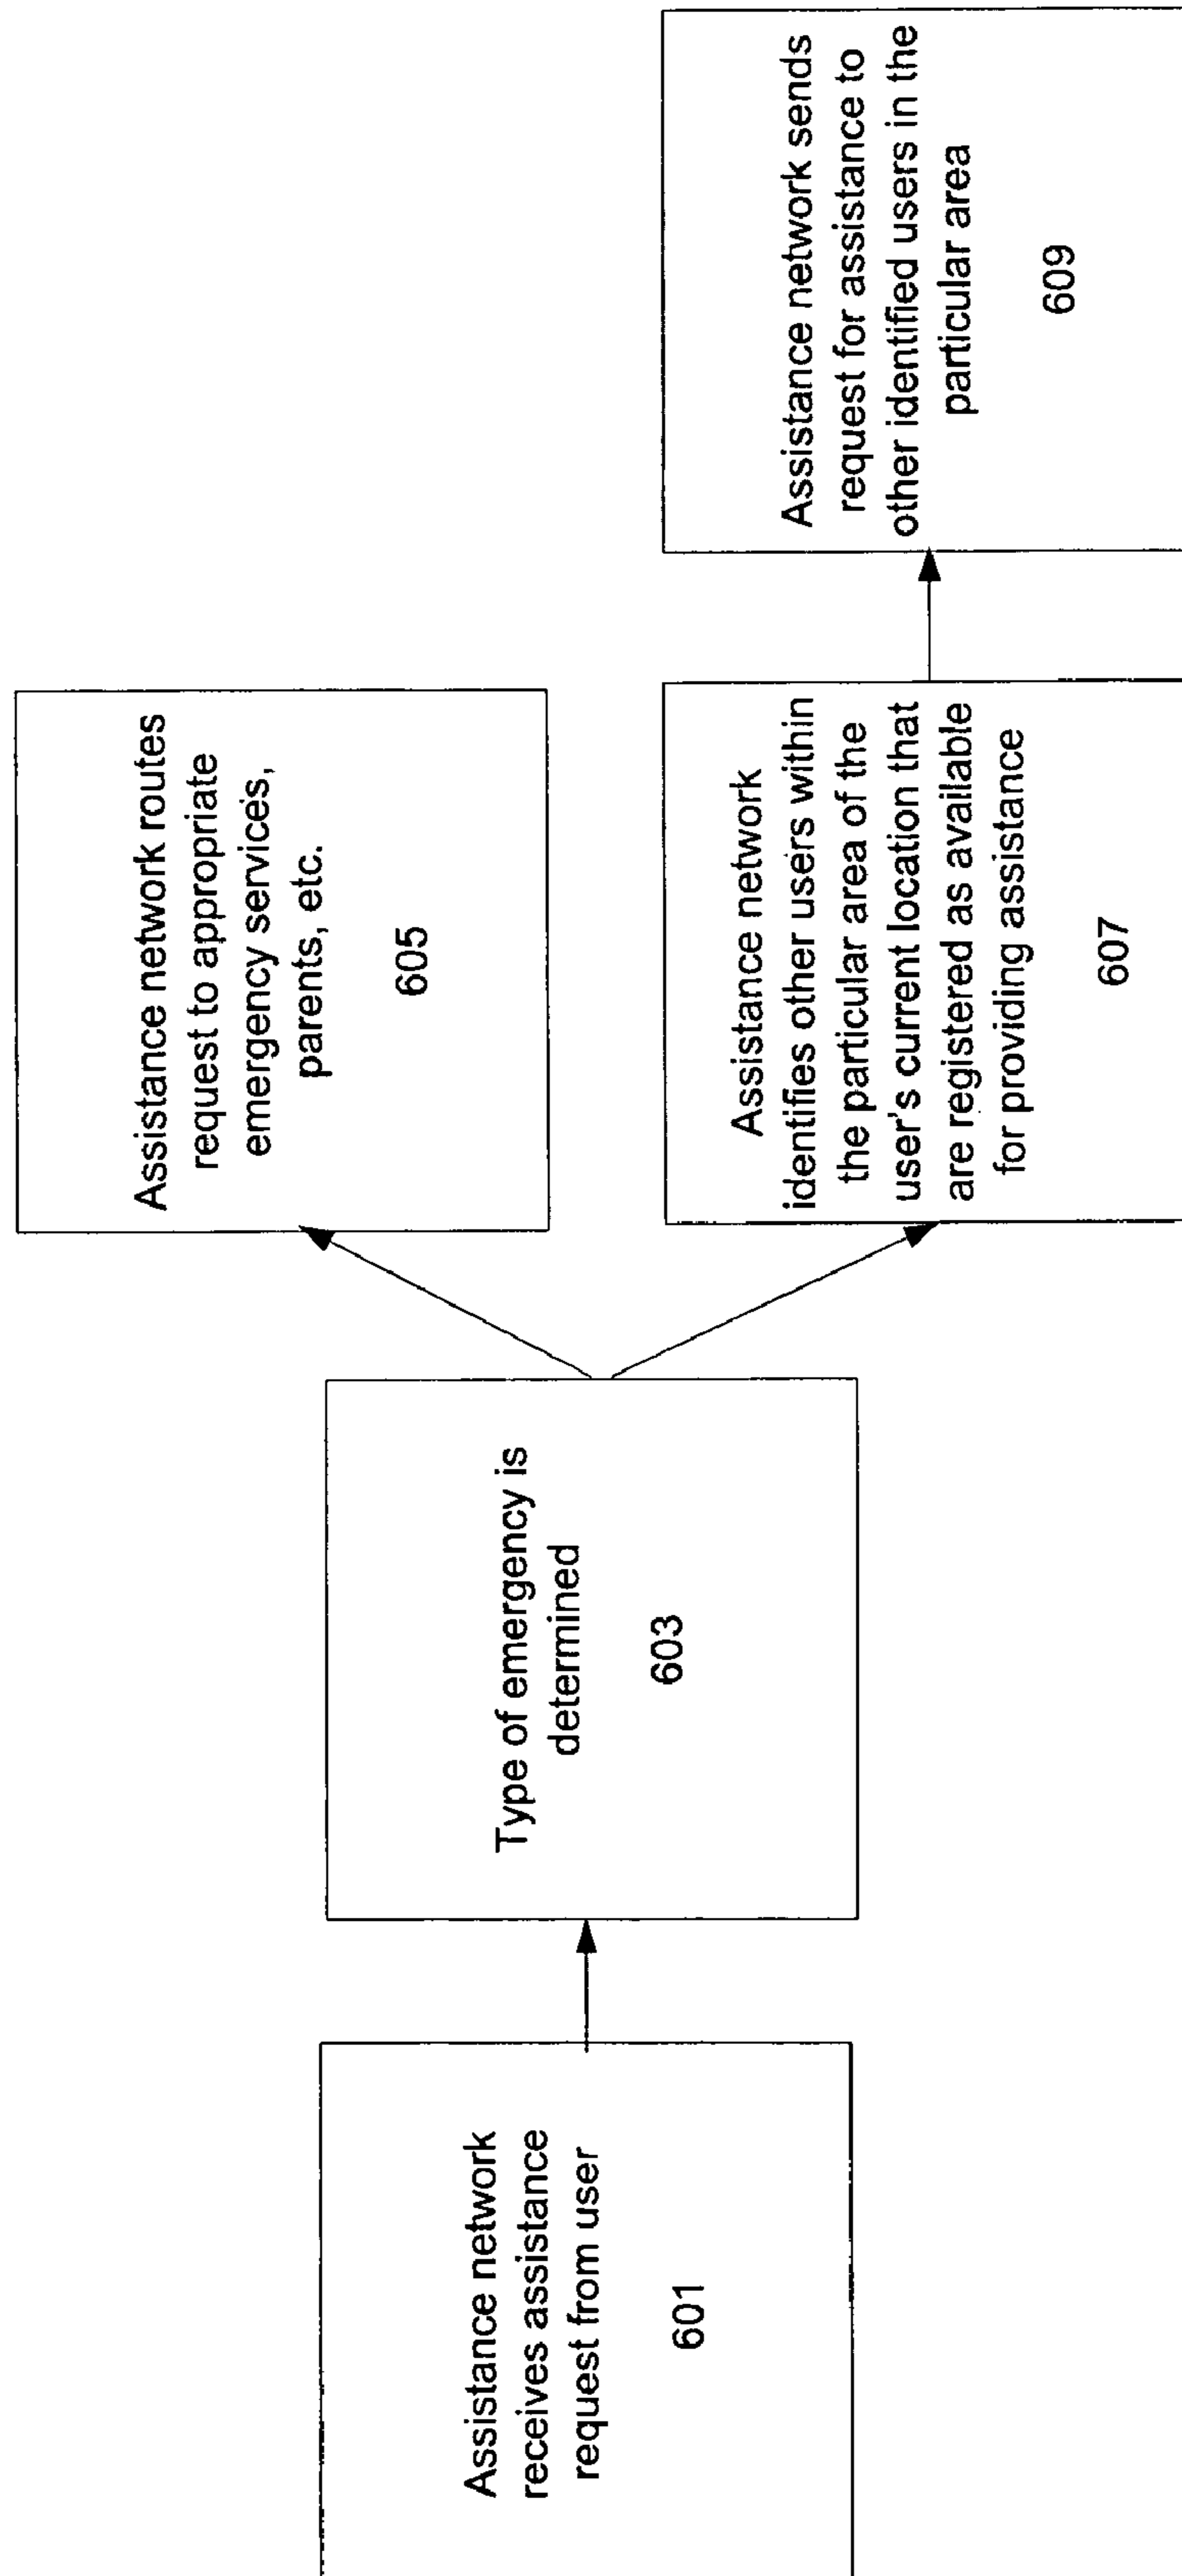 Assistance network
receives assistance
request from user
601
Type of emergency is
determined
603
Assistance network routes
request to appropriate
emergency services,
parents, etc.
605
Assistance network
identifies other users within
the particular area of the
user's current location that
are registered as available
for providing assistance
607
Assistance network sends
request for assistance to
other identified users in the
particular area
609